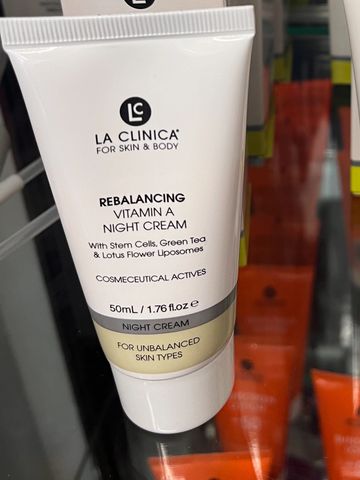 LC
LA CLINICA®
FOR SKIN & BODY
REBALANCING
VITAMIN A
NIGHT CREAM
With Stem Cells, Green Tea
& Lotus Flower Liposomes
COSMECEUTICAL ACTIVES
50mL / 1.76 fl.oz e
NIGHT CREAM
FOR UNBALANCED
SKIN TYPES